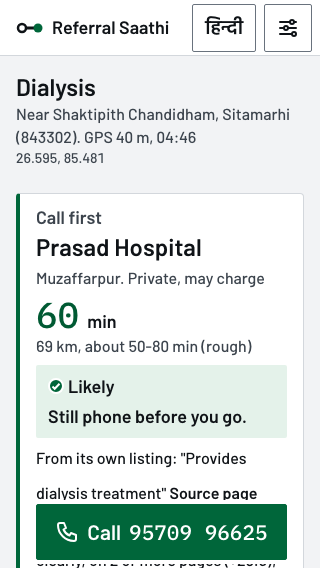 Referral Saathi
हिन्दी
Dialysis
Near Shaktipith Chandidham, Sitamarhi
(843302). GPS 40 m, 04:46
26.595, 85.481
Call first
Prasad Hospital
Muzaffarpur. Private, may charge
60 min
69 km, about 50-80 min (rough)
Likely
Still phone before you go.
From its own listing: "Provides
dialysis treatment" Source page
Call 95709 96625